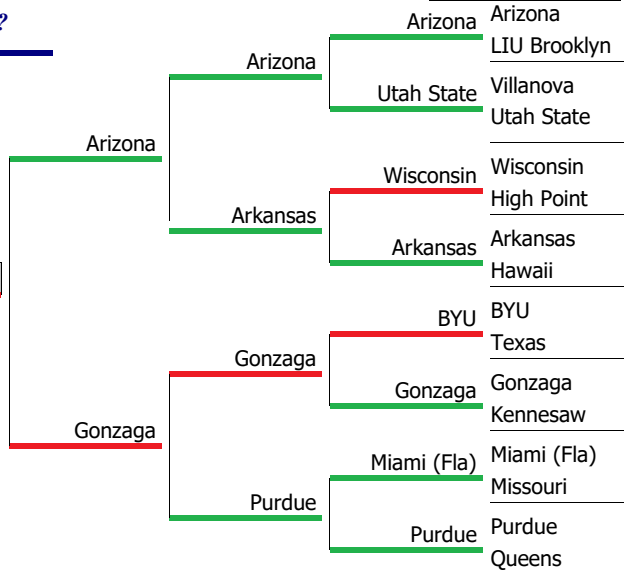 ?
Arizona
Arizona
LIU Brooklyn
Arizona
Utah State
Villanova
Utah State
Arizona
Wisconsin
Wisconsin
High Point
Arkansas
Arkansas
Arkansas
Hawaii
BYU
BYU
Texas
Gonzaga
Gonzaga
Gonzaga
Kennesaw
Gonzaga
Miami (Fla)
Miami (Fla)
Missouri
Purdue
Purdue
Purdue
Queens